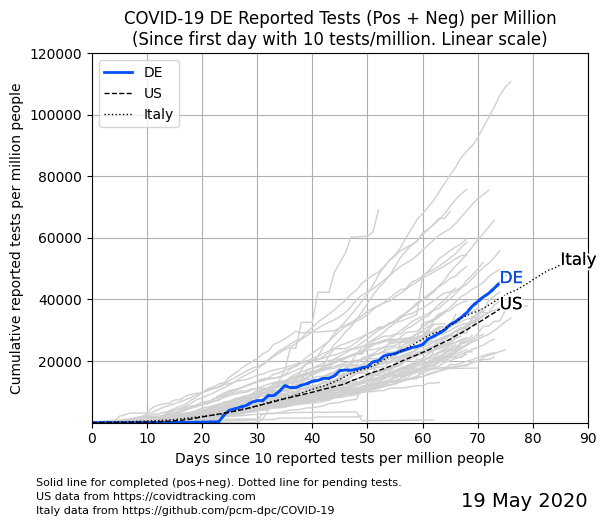 COVID-19 DE Reported Tests (Pos + Neg) per Million
(Since first day with 10 tests/million. Linear scale)
120000
100000
80000
60000
40000
20000
Cumulative reported tests per million people
DE
US
Italy
Italy
DE
US
0 10 20 30 40 50 60 70 80 90
Days since 10 reported tests per million people
Solid line for completed (pos+neg). Dotted line for pending tests.
US data from https://covidtracking.com
Italy data from https://github.com/pcm-dpc/COVID-19
19 May 2020